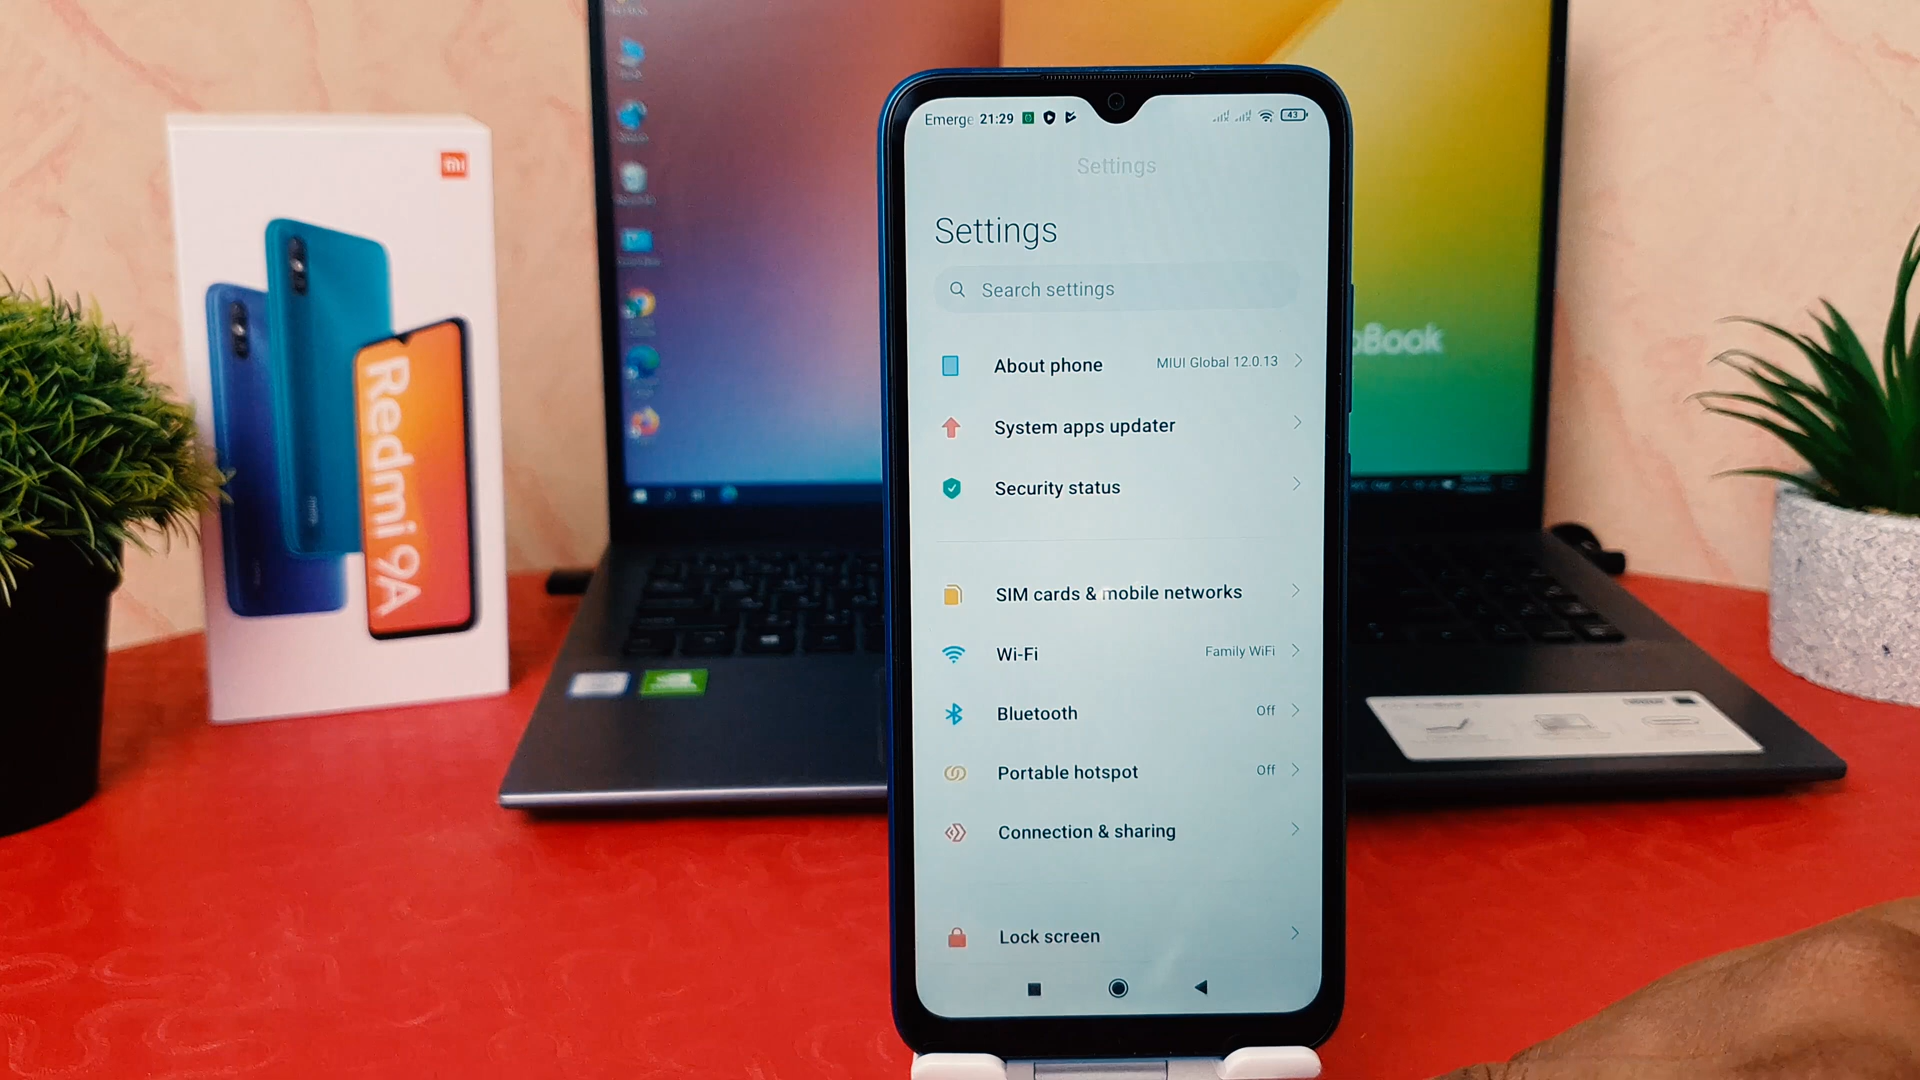 mi
Redmi 9A
oBook
Emerge 21:29
43
Settings
Settings
Search settings
About phone MIUI Global 12.0.13
System apps updater
Security status
SIM cards & mobile networks
Wi-Fi Family WiFi
Bluetooth Off
Portable hotspot Off
Connection & sharing
Lock screen